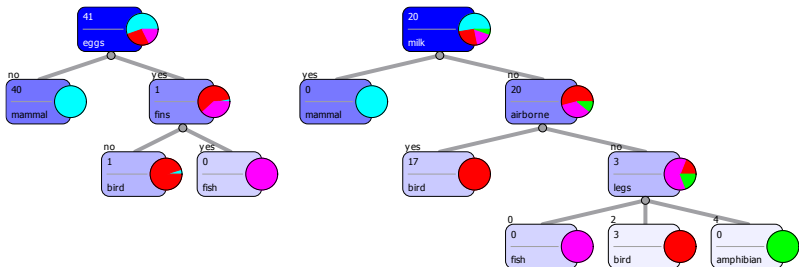 41
eggs
no
yes
40
mammal
1
fins
no
yes
1
bird
0
fish
20
milk
yes
no
0
mammal
20
airborne
yes
no
17
bird
3
legs
0
2
4
0
fish
3
bird
0
amphibian